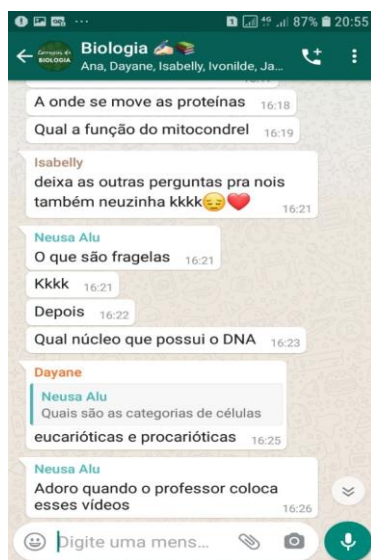 87% 20:55
Biologia
Ana, Dayane, Isabelly, Ivonilde, Ja...
A onde se move as proteínas 16:18
Qual a função do mitocondrel 16:19
Isabelly
deixa as outras perguntas pra nois
também neuzinha kkkk
16:21
Neusa Alu
O que são fragelas 16:21
Kkkk 16:21
Depois 16:22
Qual núcleo que possui o DNA 16:23
Dayane
Neusa Alu
Quais são as categorias de células
eucarióticas e procarióticas 16:25
Neusa Alu
Adoro quando o professor coloca
esses vídeos
16:26
Digite uma mens...